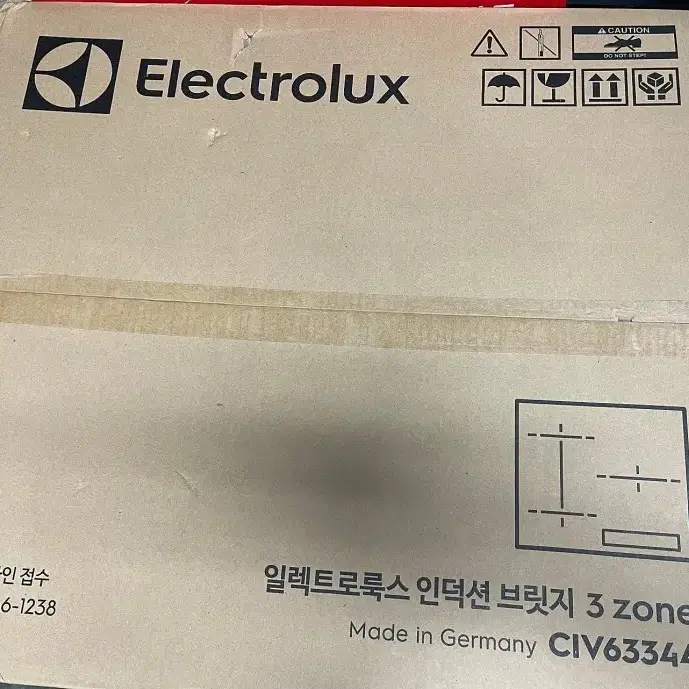 Electrolux
CAUTION
DO NOT STEP!
인 접수
6-1238
일렉트로룩스 인덕션 브릿지 3 zone
Made in Germany CIV6334